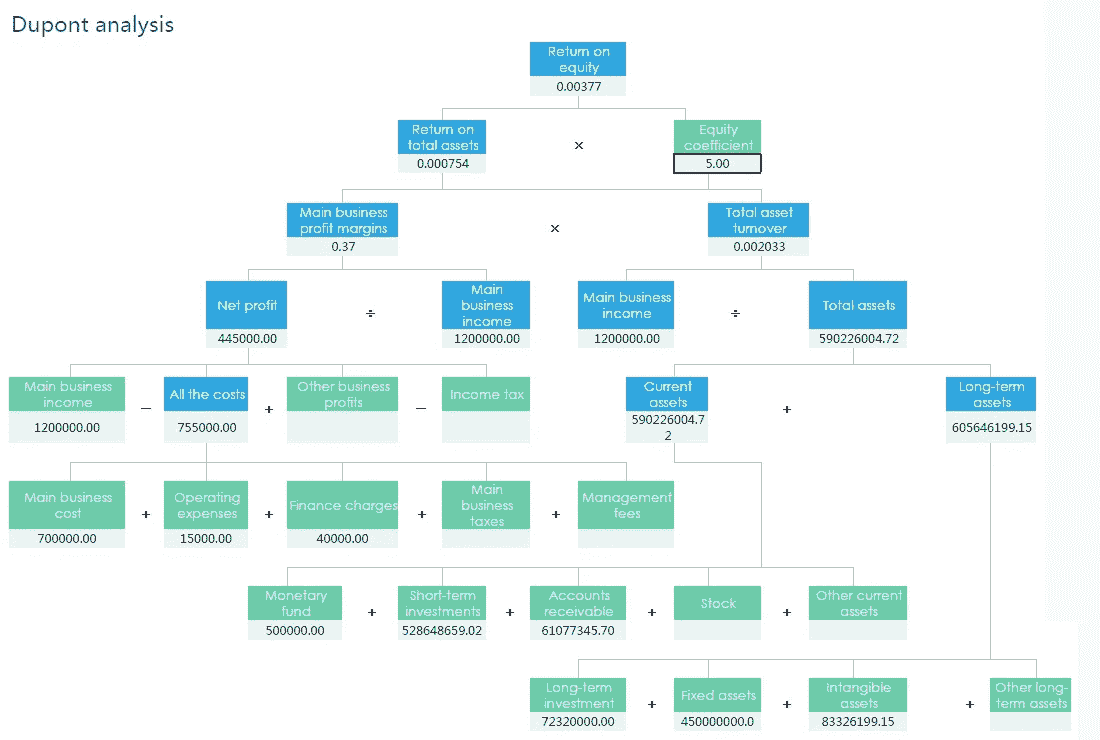 Dupont analysis
Return on
equity
0.00377
Return on
total assets
0.000754
×
Equity
coefficient
5.00
Main business
profit margins
0.37
×
Total asset
turnover
0.002033
Net profit
445000.00
÷
Main
business
income
1200000.00
Main business
income
1200000.00
÷
Total assets
590226004.72
Main business
income
1200000.00
—
All the costs
755000.00
+
Other business
profits
—
Income tax
Current
assets
590226004.7
2
+
Long-term
assets
605646199.15
Main business
cost
700000.00
+
Operating
expenses
15000.00
+
Finance charges
40000.00
+
Main
business
taxes
+
Management
fees
Monetary
fund
500000.00
+
Short-term
investments
528648659.02
+
Accounts
receivable
61077345.70
+
Stock
+
Other current
assets
Long-term
investment
72320000.00
+
Fixed assets
450000000.0
+
Intangible
assets
83326199.15
+
Other long-
term assets